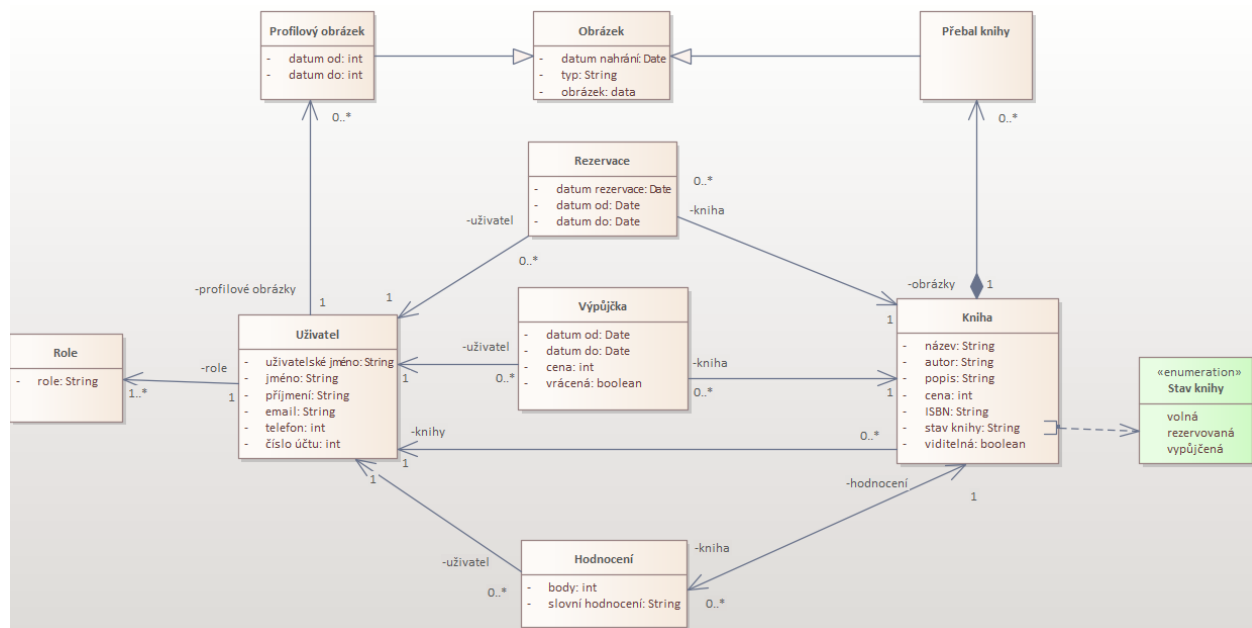 Profilový obrázek
- datum od: int
- datum do: int
Obrázek
- datum nahrání: Date
- typ: String
- obrázek: data
Přebal knihy
0..*
0..*
Rezervace
- datum rezervace: Date
- datum od: Date
- datum do: Date
0..*
-kniha
-uživatel
0..*
-profilové obrázky
1
1
-obrázky
1
1
Výpůjčka
- datum od: Date
- datum do: Date
- cena: int
- vrácená: boolean
-uživatel
0..*
1
-kniha
0..*
1
Role
- role: String
-role
1..*
1
Uživatel
- uživatelské jméno: String
- jméno: String
- příjmení: String
- email: String
- telefon: int
- číslo účtu: int
Kniha
- název: String
- autor: String
- popis: String
- cena: int
- ISBN: String
- stav knihy: String
- viditelná: boolean
«enumeration»
Stav knihy
volná
rezervovaná
vypůjčená
-knihy
1
0..*
1
-hodnocení
1
Hodnocení
- body: int
- slovní hodnocení: String
-uživatel
0..*
-kniha
0..*